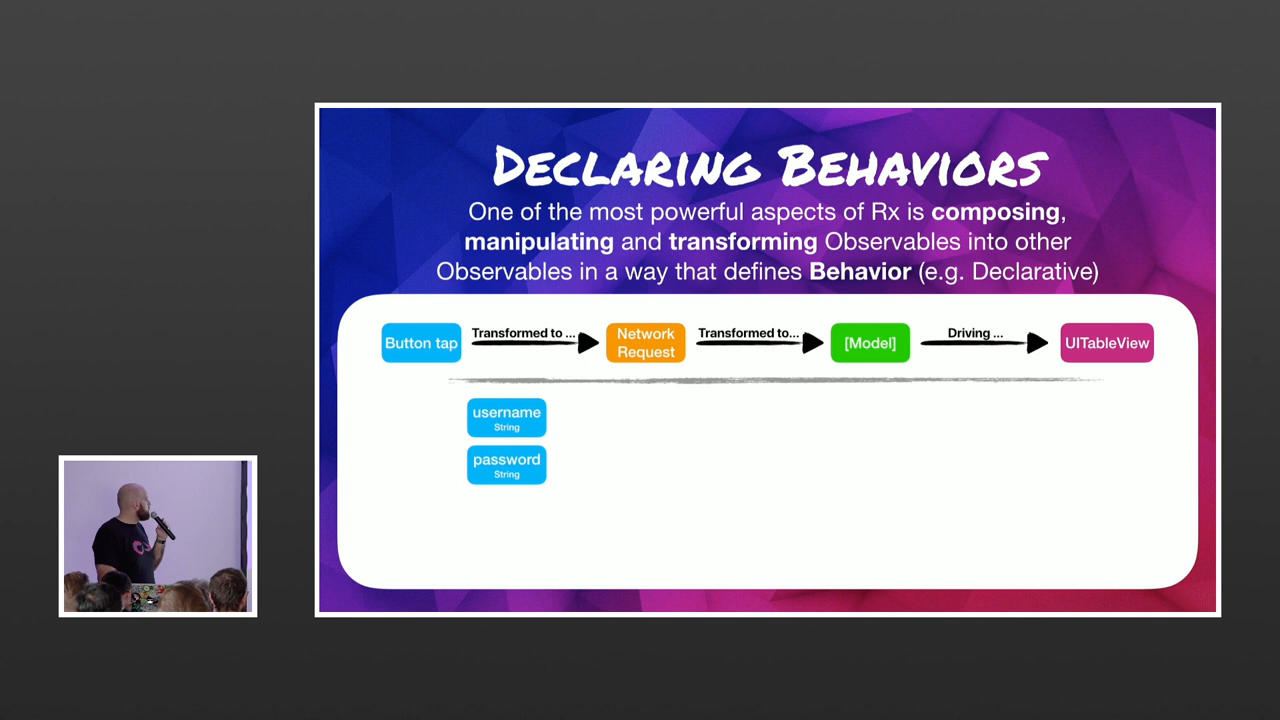 DECLARING BEHAVIORS
One of the most powerful aspects of Rx is composing,
manipulating and transforming Observables into other
Observables in a way that defines Behavior (e.g. Declarative)
Button tap
Transformed to ...
Network
Request
Transformed to...
[Model]
Driving ...
UITableView
username
String
password
String